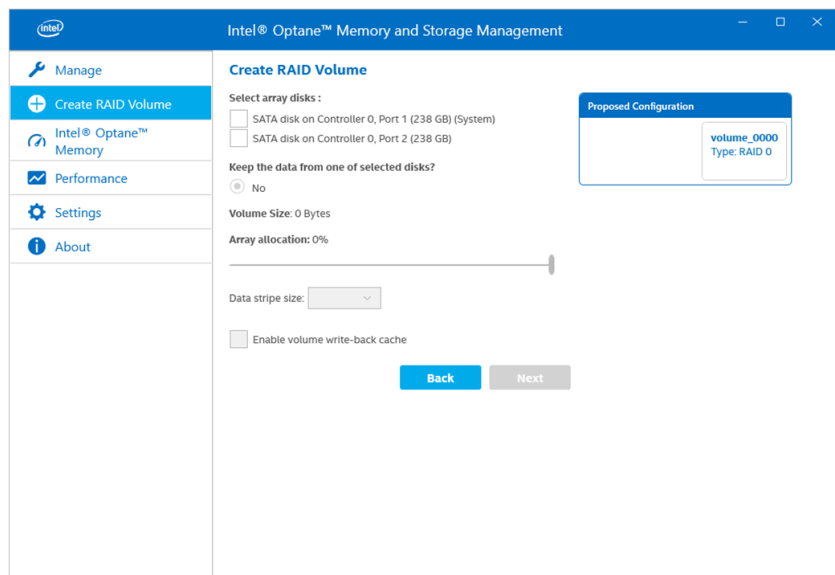 intel
Intel® Optane™ Memory and Storage Management
Manage
Create RAID Volume
Intel® Optane™
Memory
Performance
Settings
About
Create RAID Volume
Select array disks :
SATA disk on Controller 0, Port 1 (238 GB) (System)
SATA disk on Controller 0, Port 2 (238 GB)
Keep the data from one of selected disks?
No
Volume Size: 0 Bytes
Array allocation: 0%
Data stripe size:
Enable volume write-back cache
Back
Next
Proposed Configuration
volume_0000
Type: RAID 0